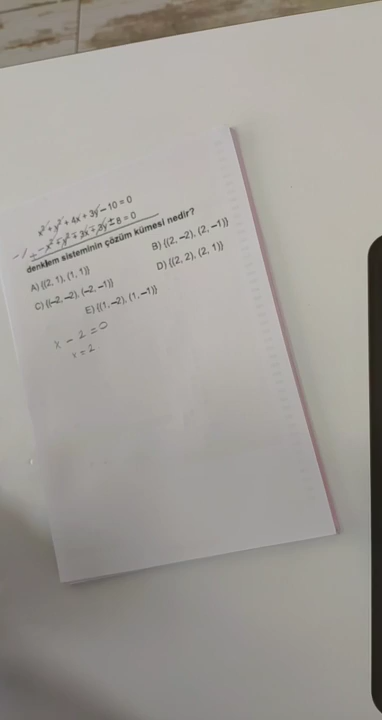 x² + y² + 4x + 3y – 10 = 0
x² + y² + 3x + 3y – 8 = 0
denklem sisteminin çözüm kümesi nedir?
A) {(2, 1), (1, 1)}
B) {(2, –2), (2, –1)}
C) {(–2, –2), (–2, –1)}
D) {(2, 2), (2, 1)}
E) {(1, –2), (1, –1)}
x – 2 = 0
x = 2